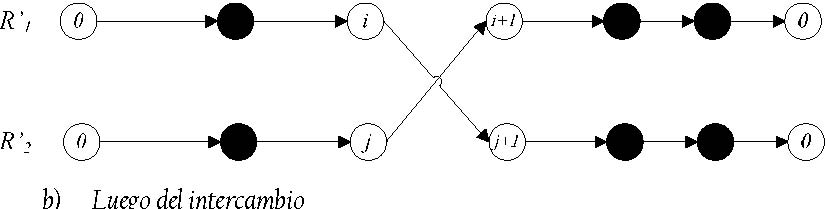 R'1 0 i i+1 0
R'2 0 j j+1 0
b) Luego del intercambio